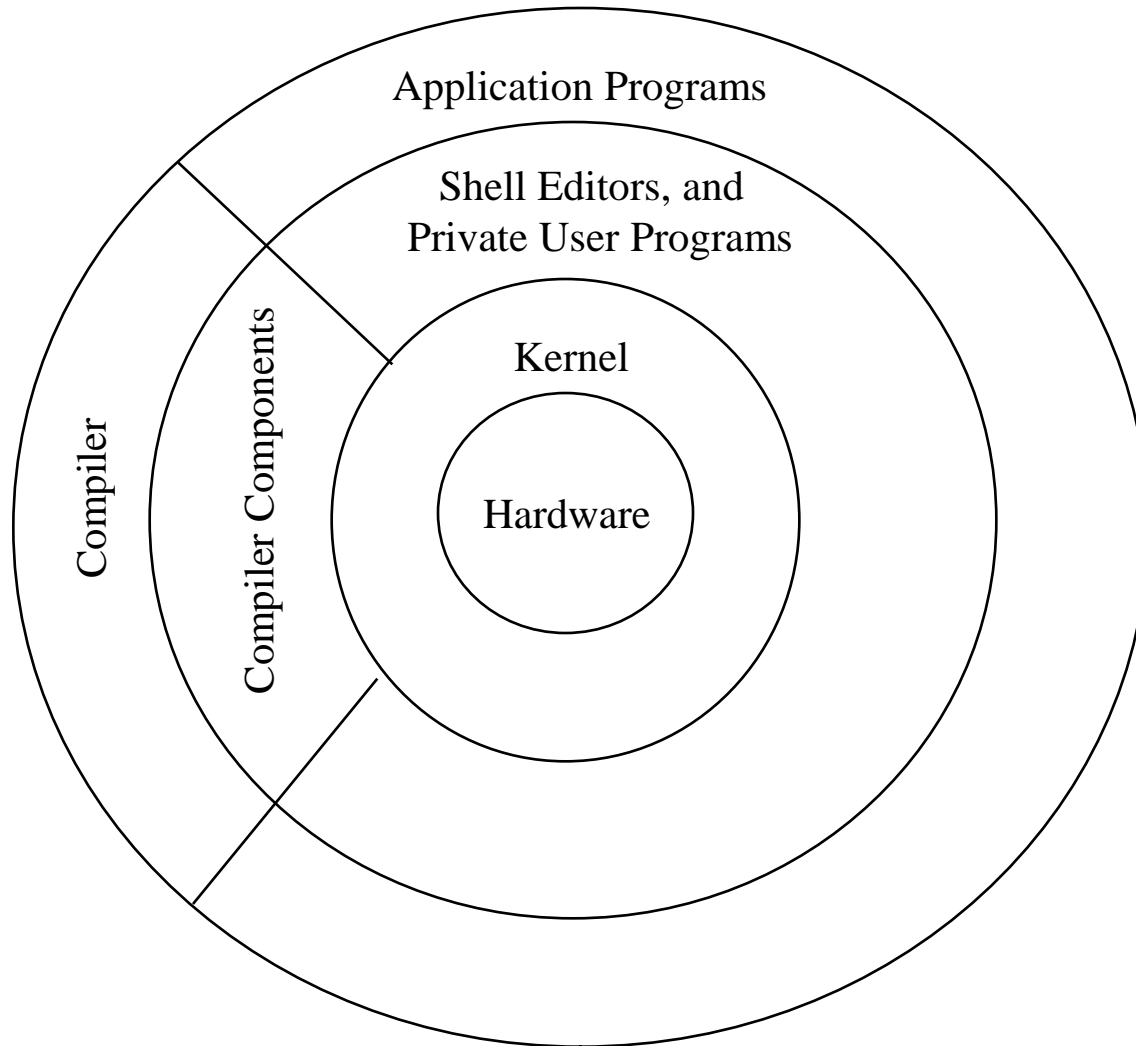 Application Programs
Shell Editors, and
Private User Programs
Kernel
Hardware
Compiler Components
Compiler